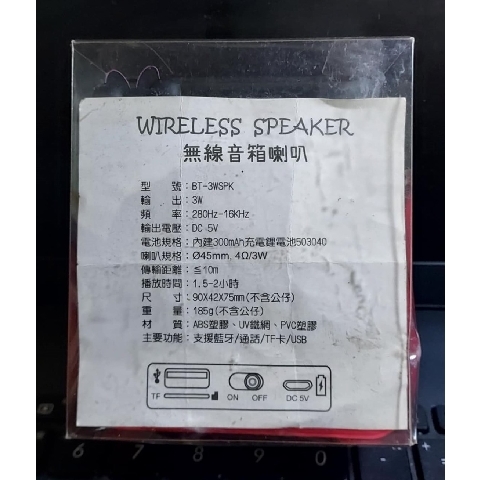 WIRELESS SPEAKER
無線音箱喇叭
型 號：BT-3WSPK
輸 出：3W
頻 率：280Hz-16KHz
輸出電壓：DC 5V
電池規格：內建300mAh充電鋰電池503040
喇叭規格：Ø45mm, 4Ω/3W
傳輸距離：≦10m
播放時間：1.5-2小時
尺 寸：90X42X75mm(不含公仔)
重 量：185g(不含公仔)
材 質：ABS塑膠、UV鐵網、PVC塑膠
主要功能：支援藍牙/通話/TF卡/USB
TF ON OFF DC 5V
6 7 8 9 0